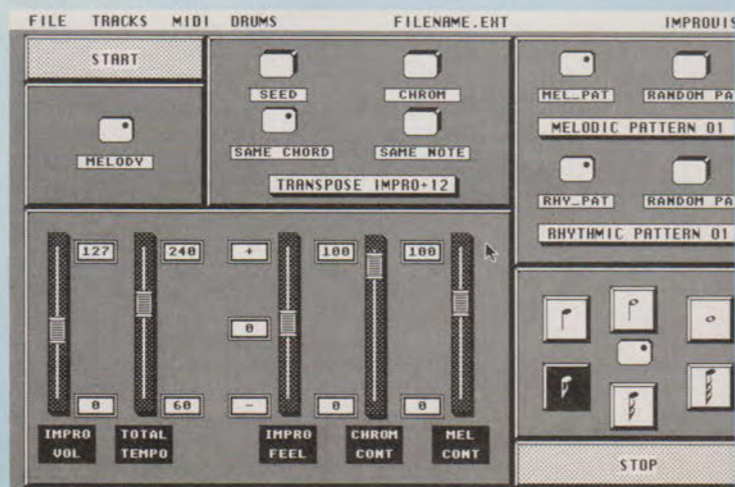 FILE TRACKS MIDI DRUMS FILENAME.EXT
START
SEED CHROM
MEL_PAT RANDOM
MELODY
SAME CHORD SAME NOTE
MELODIC PATTERN 01
TRANSPOSE IMPRO+12
RHY_PAT RANDOM
RHYTHMIC PATTERN 01
127 240 + 100 100
0
0 60 - 0 0
IMPRO VOL
TOTAL TEMPO
IMPRO FEEL
CHROM CONT
MEL CONT
STOP